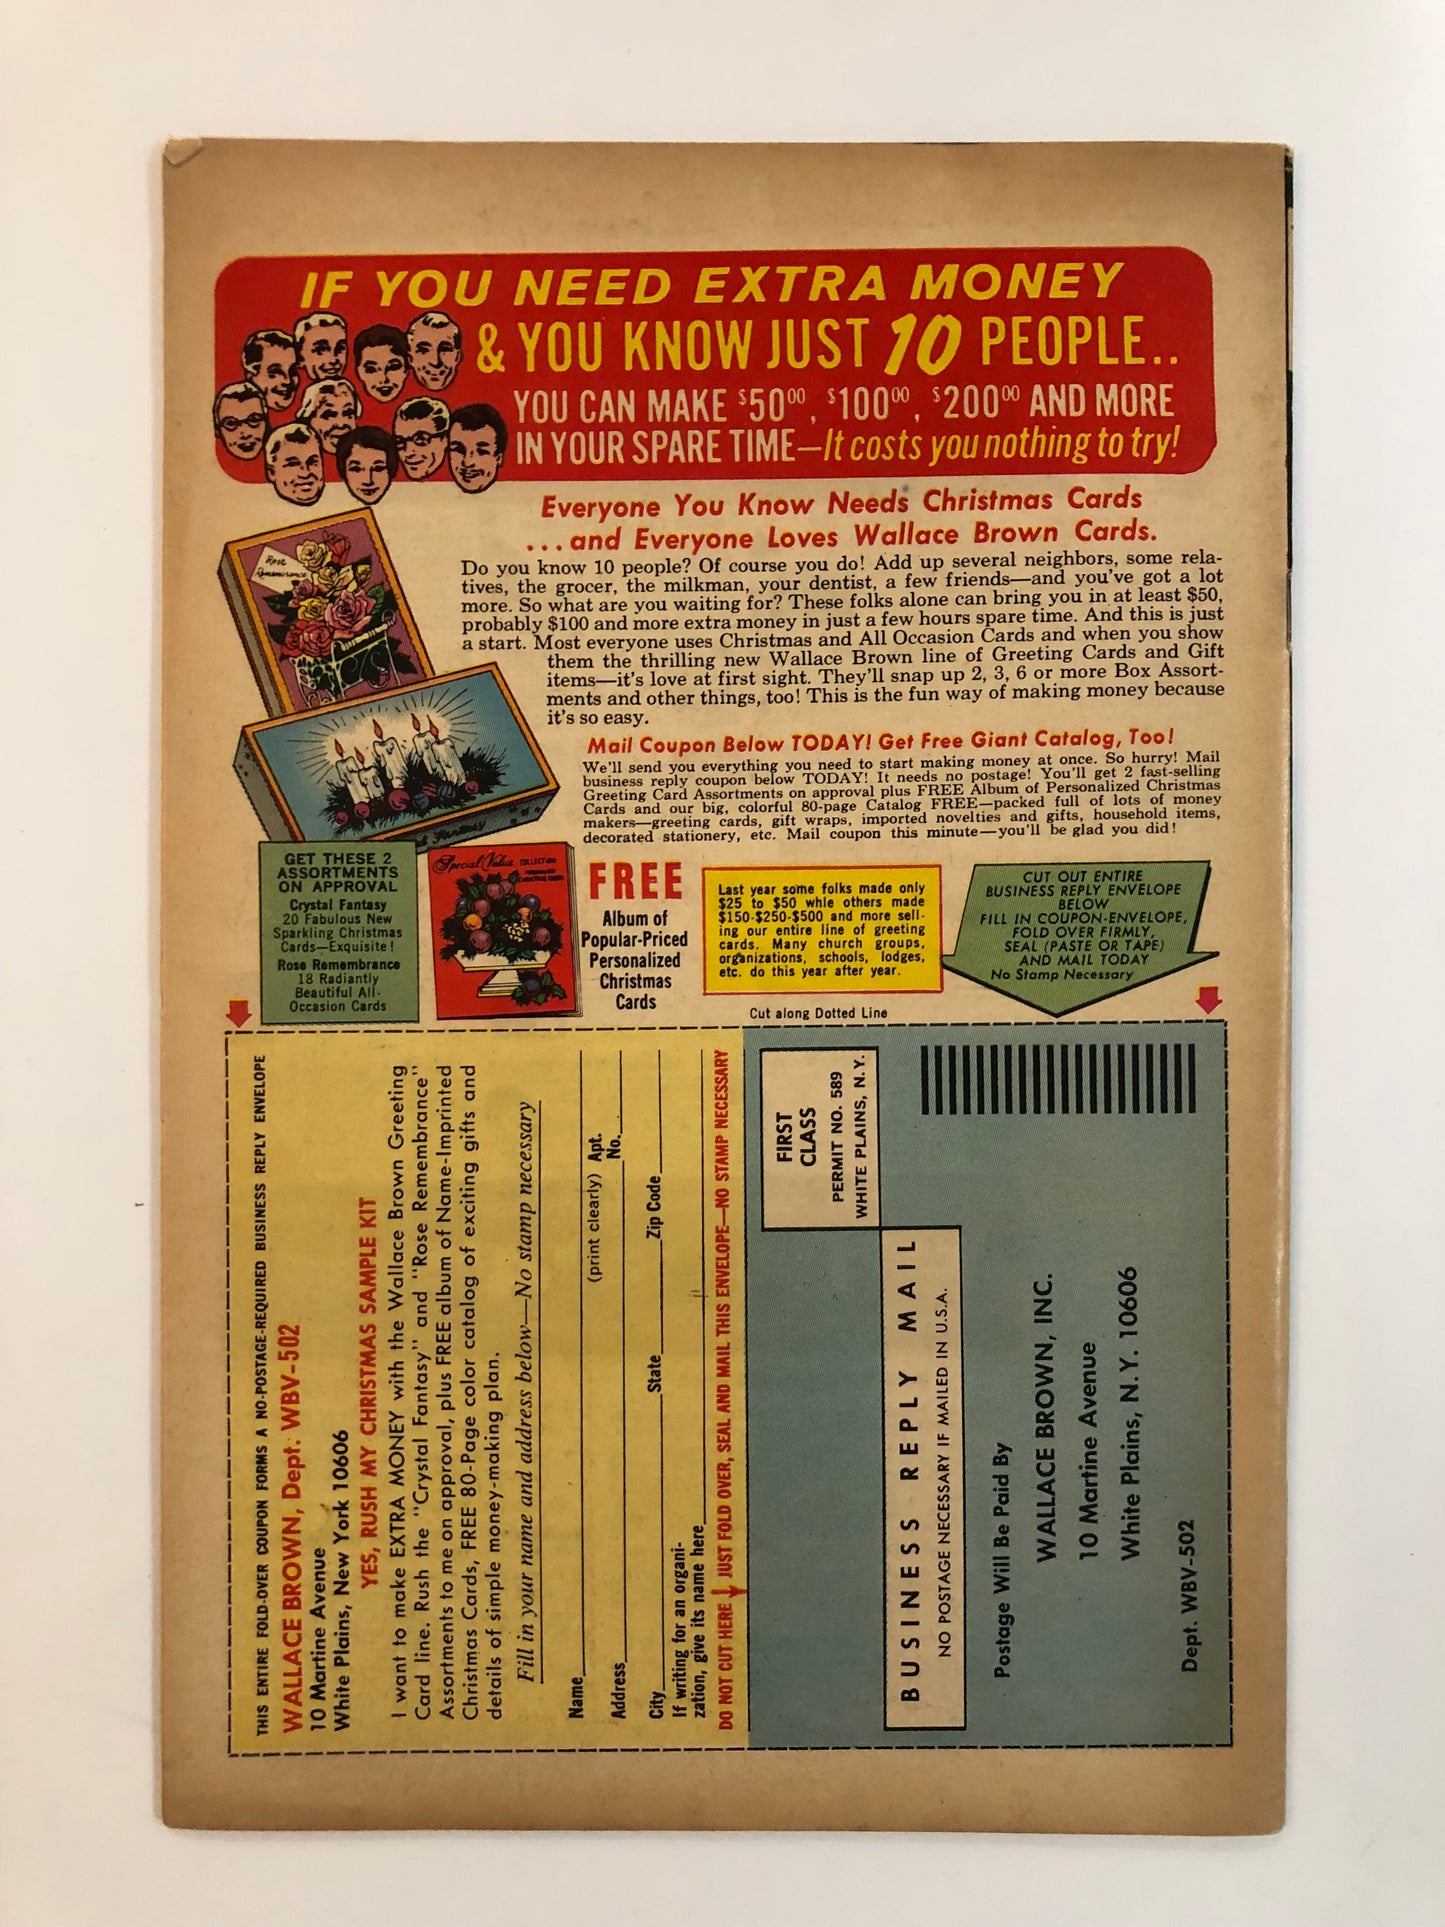 IF YOU NEED EXTRA MONEY
& YOU KNOW JUST 10 PEOPLE..
YOU CAN MAKE $5000, $10000, $20000 AND MORE
IN YOUR SPARE TIME—It costs you nothing to try!
Everyone You Know Needs Christmas Cards
...and Everyone Loves Wallace Brown Cards.
Do you know 10 people? Of course you do! Add up several neighbors, some rela-
tives, the grocer, the milkman, your dentist, a few friends—and you've got a lot
more. So what are you waiting for? These folks alone can bring you in at least $50,
probably $100 and more extra money in just a few hours spare time. And this is just
a start. Most everyone uses Christmas and All Occasion Cards and when you show
them the thrilling new Wallace Brown line of Greeting Cards and Gift
items—it's love at first sight. They'll snap up 2, 3, 6 or more Box Assort-
ments and other things, too! This is the fun way of making money because
it's so easy.
Rose
Remembrance
Mail Coupon Below TODAY! Get Free Giant Catalog, Too!
We'll send you everything you need to start making money at once. So hurry! Mail
business reply coupon below TODAY! It needs no postage! You'll get 2 fast-selling
Greeting Card Assortments on approval plus FREE Album of Personalized Christmas
Cards and our big, colorful 80-page Catalog FREE—packed full of lots of money
makers—greeting cards, gift wraps, imported novelties and gifts, household items,
decorated stationery, etc. Mail coupon this minute—you'll be glad you did!
Fantasy
GET THESE 2
ASSORTMENTS
ON APPROVAL
Crystal Fantasy
20 Fabulous New
Sparkling Christmas
Cards—Exquisite!
Rose Remembrance
18 Radiantly
Beautiful All-
Occasion Cards
Special Value COLLECTION
PERSONALIZED
CHRISTMAS CARDS
FREE
Album of
Popular-Priced
Personalized
Christmas
Cards
Last year some folks made only
$25 to $50 whle others made
$150-$250-$500 and more sell-
ing our entire line of greeting
cards. Many church groups,
organizations, schools, lodges,
etc. do this year after year.
CUT OUT ENTIRE
BUSINESS REPLY ENVELOPE
BELOW
FILL IN COUPON-ENVELOPE,
FOLD OVER FIRMLY,
SEAL (PASTE OR TAPE)
AND MAIL TODAY
No Stamp Necessary
Cut along Dotted Line
THIS ENTIRE FOLD-OVER COUPON FORMS A NO-POSTAGE-REQUIRED BUSINESS REPLY ENVELOPE
WALLACE BROWN, Dept. WBV-502
10 Martine Avenue
White Plains, New York 10606
YES, RUSH MY CHRISTMAS SAMPLE KIT
I want to make EXTRA MONEY with the Wallace Brown Greeting
Card line. Rush the "Crystal Fantasy" and "Rose Remembrance"
Assortments to me on approval, plus FREE album of Name-Imprinted
Christmas Cards, FREE 80-Page color catalog of exciting gifts and
details of simple money-making plan.
Fill in your name and address below—No stamp necessary
Name
(print clearly)
Address Apt. No.
City State Zip Code
If writing for an organi-
zation, give its name here
DO NOT CUT HERE JUST FOLD OVER, SEAL AND MAIL THIS ENVELOPE—NO STAMP NECESSARY
FIRST
CLASS
PERMIT NO. 589
WHITE PLAINS, N.Y.
BUSINESS REPLY MAIL
NO POSTAGE NECESSARY IF MAILED IN U.S.A.
Postage Will Be Paid By
WALLACE BROWN, INC.
10 Martine Avenue
White Plains, N.Y. 10606
Dept. WBV-502